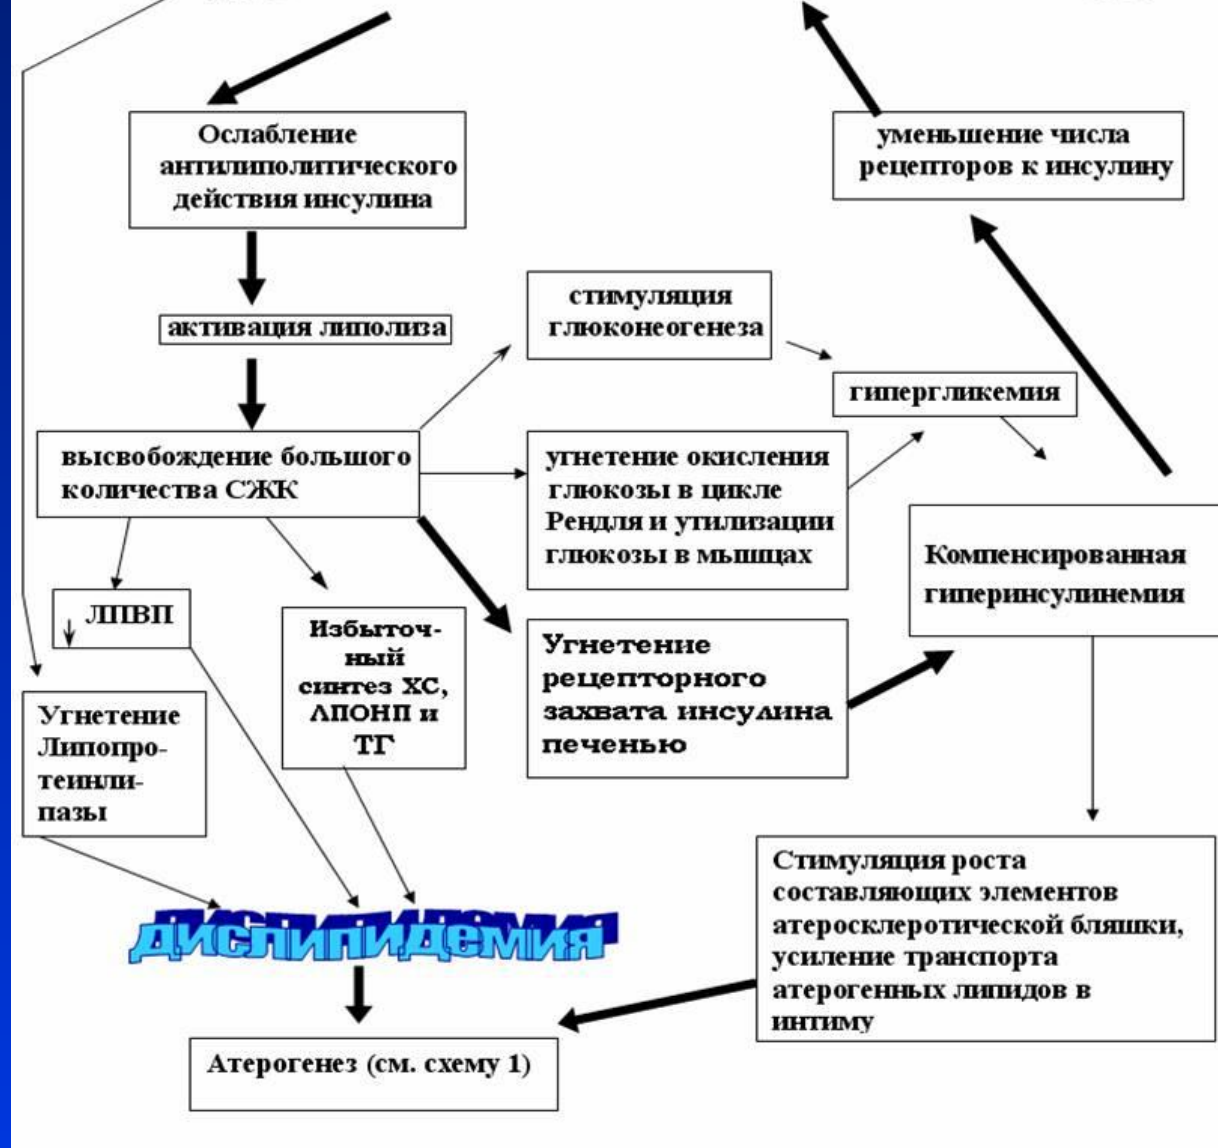 Ослабление
антилиполитического
действия инсулина
уменьшение числа
рецепторов к инсулину
активация липолиза
стимуляция
глюконеогенеза
гипергликемия
высвобождение большого
количества СЖК
угнетение окисления
глюкозы в цикле
Рендля и утилизации
глюкозы в мышцах
Компенсированная
гиперинсулинемия
ЛПВП
Избыточ-
ный
синтез ХС,
ЛПОНП и
ТГ
Угнетение
рецепторного
захвата инсулина
печенью
Угнетение
Липопро-
теинли-
пазы
дислипидемия
Стимуляция роста
составляющих элементов
атеросклеротической бляшки,
усиление транспорта
атерогенных липидов в
интиму
Атерогенез (см. схему 1)